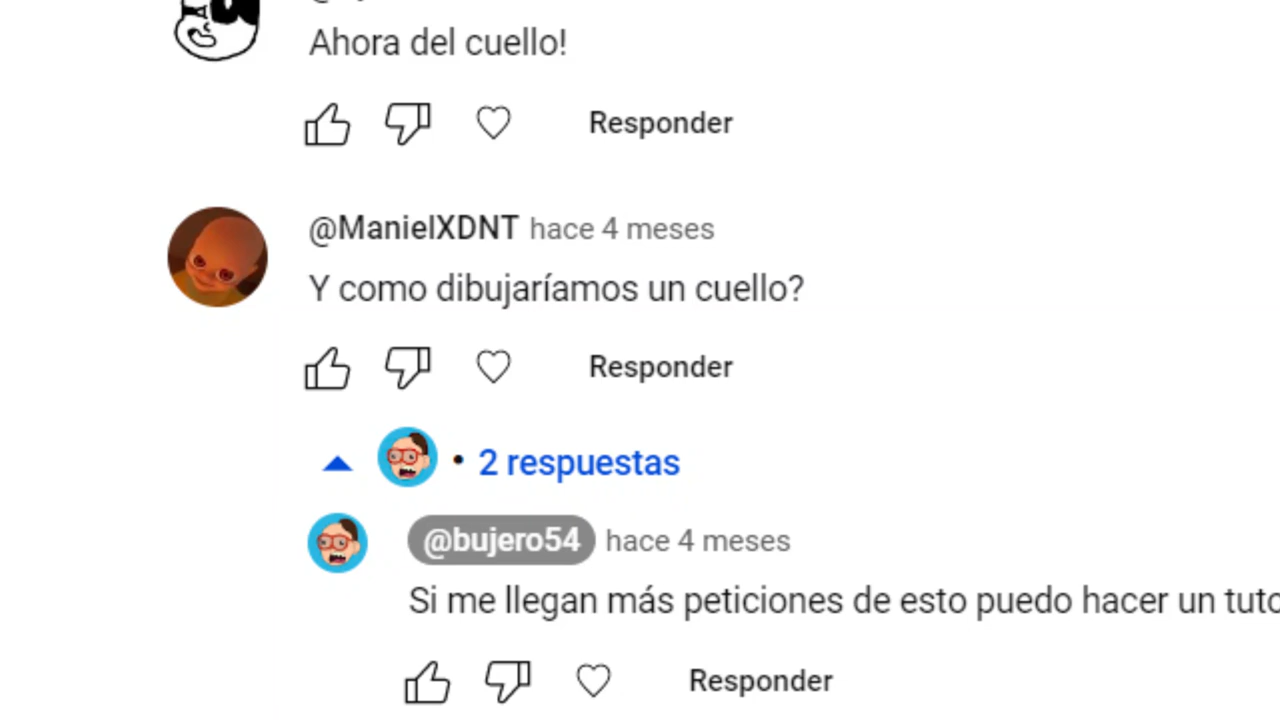 Ahora del cuello!
Responder
@ManielXDNT hace 4 meses
Y como dibujaríamos un cuello?
Responder
• 2 respuestas
@bujero54 hace 4 meses
Si me llegan más peticiones de esto puedo hacer un tuto
Responder